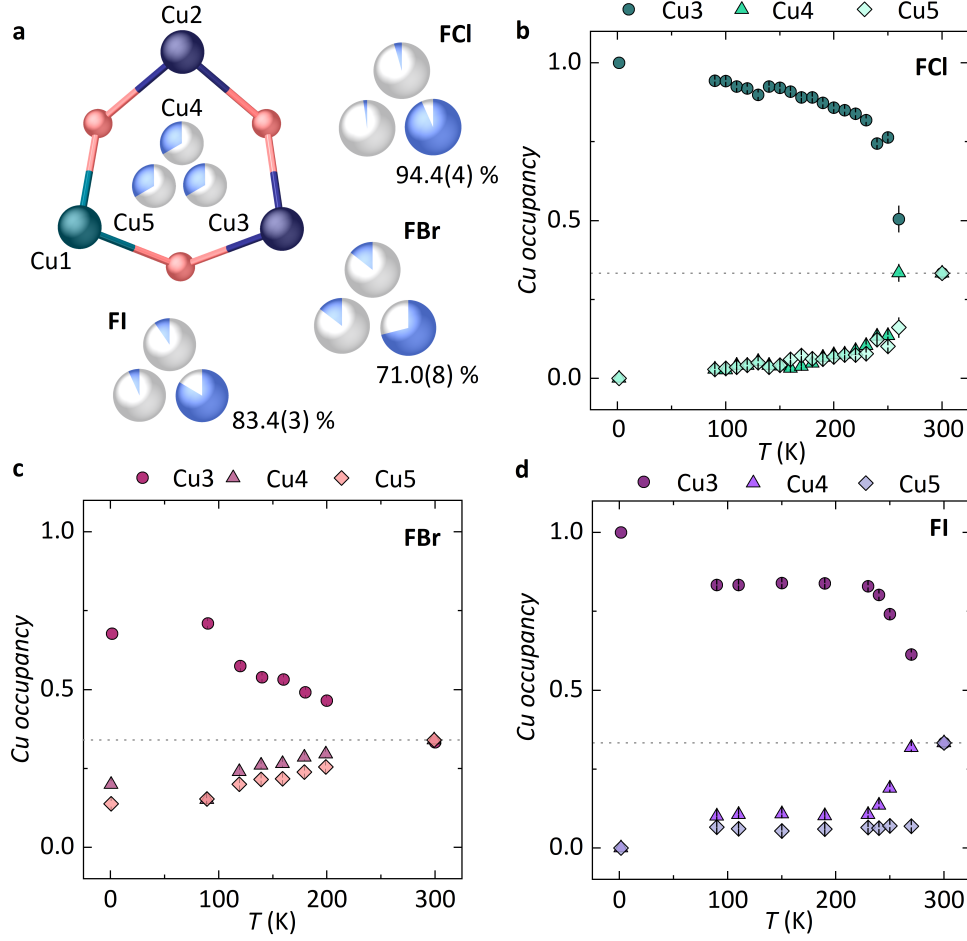 a
Cu2
Cu4
Cu5
Cu3
Cu1
FCl
94.4(4) %
FBr
71.0(8) %
FI
83.4(3) %
b
Cu3 Cu4 Cu5
FCl
1.0
0.5
0.0
Cu occupancy
0 100 200 300
T (K)
c
Cu3 Cu4 Cu5
FBr
1.0
0.5
0.0
Cu occupancy
0 100 200 300
T (K)
d
Cu3 Cu4 Cu5
FI
1.0
0.5
0.0
Cu occupancy
0 100 200 300
T (K)